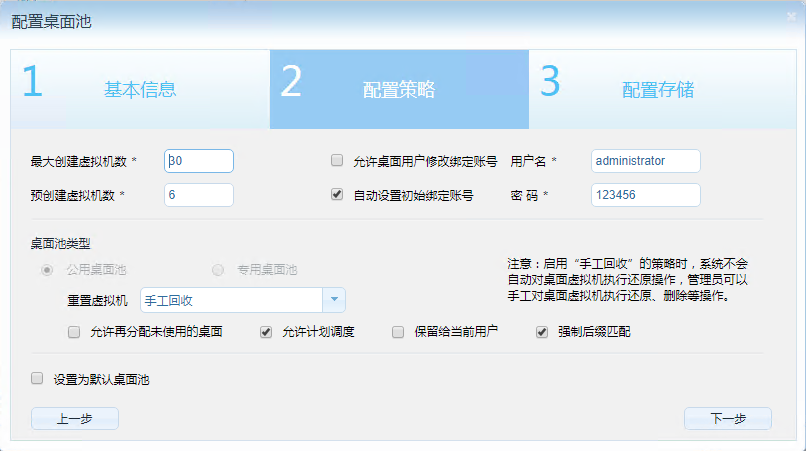 配置桌面池
1 基本信息
2 配置策略
3 配置存储
最大创建虚拟机数 * 30 允许桌面用户修改绑定账号 用户名 * administrator
预创建虚拟机数 * 6 自动设置初始绑定账号 密 码 * 123456
桌面池类型
公用桌面池 专用桌面池
注意：启用“手工回收”的策略时，系统不会
自动对桌面虚拟机执行还原操作，管理员可以
手工对桌面虚拟机执行还原、删除等操作。
重置虚拟机 手工回收
允许再分配未使用的桌面 允许计划调度 保留给当前用户 强制后缀匹配
设置为默认桌面池
上一步 下一步